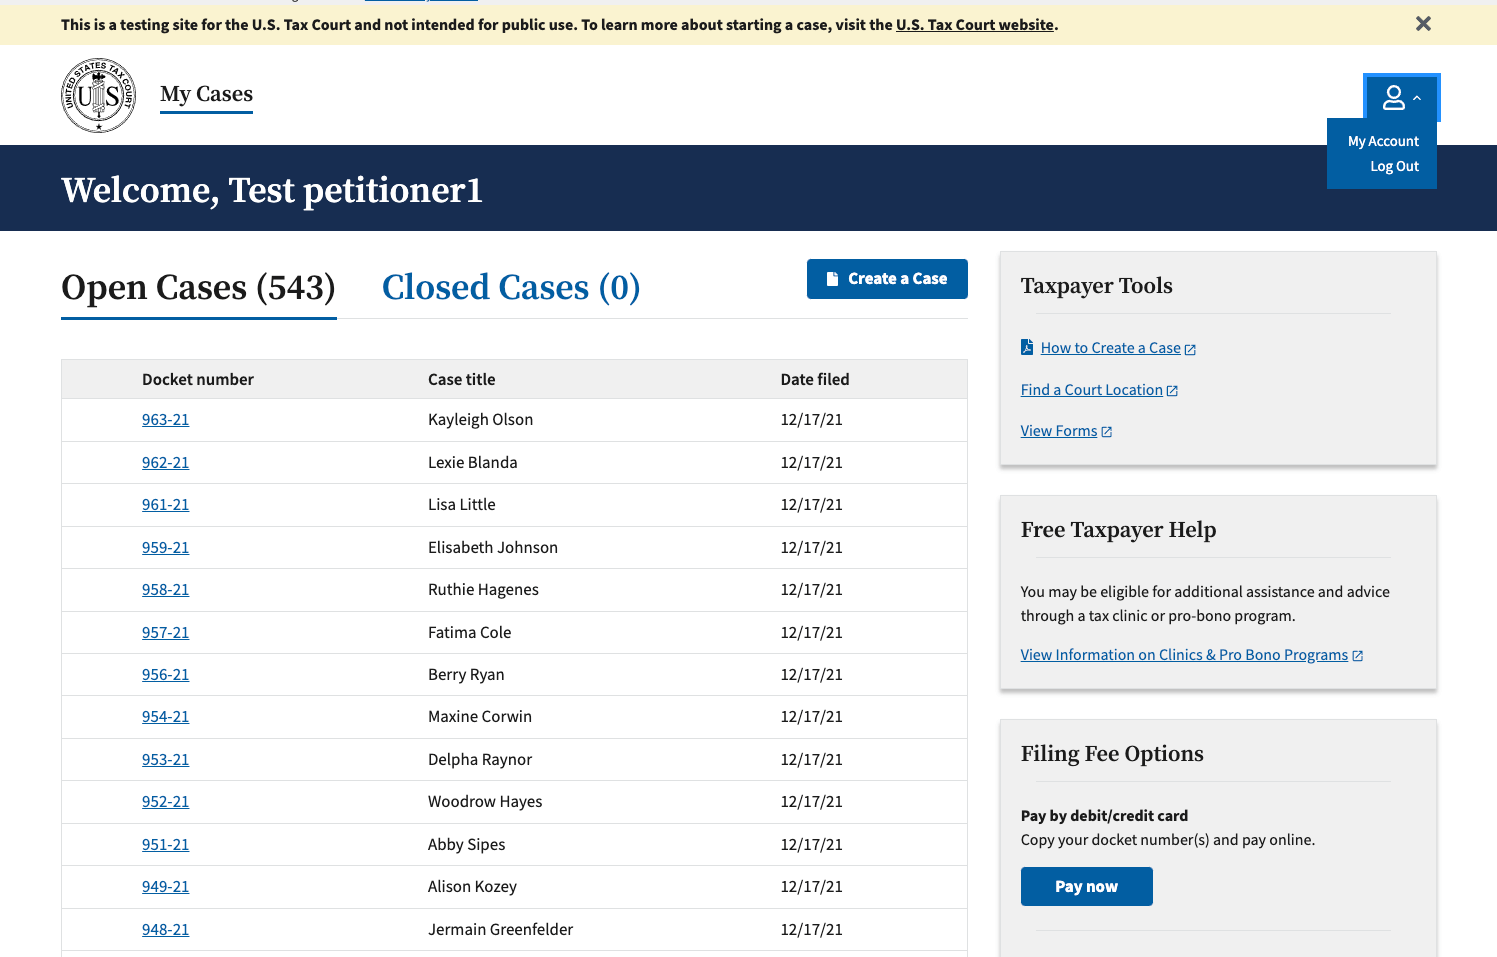 This is a testing site for the U.S. Tax Court and not intended for public use. To learn more about starting a case, visit the U.S. Tax Court website.
UNITED STATES TAX COURT
US
My Cases
My Account
Log Out
Welcome, Test petitioner1
Open Cases (543)
Closed Cases (0)
Create a Case
Docket number Case title Date filed
963-21 Kayleigh Olson 12/17/21
962-21 Lexie Blanda 12/17/21
961-21 Lisa Little 12/17/21
959-21 Elisabeth Johnson 12/17/21
958-21 Ruthie Hagenes 12/17/21
957-21 Fatima Cole 12/17/21
956-21 Berry Ryan 12/17/21
954-21 Maxine Corwin 12/17/21
953-21 Delpha Raynor 12/17/21
952-21 Woodrow Hayes 12/17/21
951-21 Abby Sipes 12/17/21
949-21 Alison Kozey 12/17/21
948-21 Jermain Greenfelder 12/17/21
Taxpayer Tools
How to Create a Case
Find a Court Location
View Forms
Free Taxpayer Help
You may be eligible for additional assistance and advice
through a tax clinic or pro-bono program.
View Information on Clinics & Pro Bono Programs
Filing Fee Options
Pay by debit/credit card
Copy your docket number(s) and pay online.
Pay now